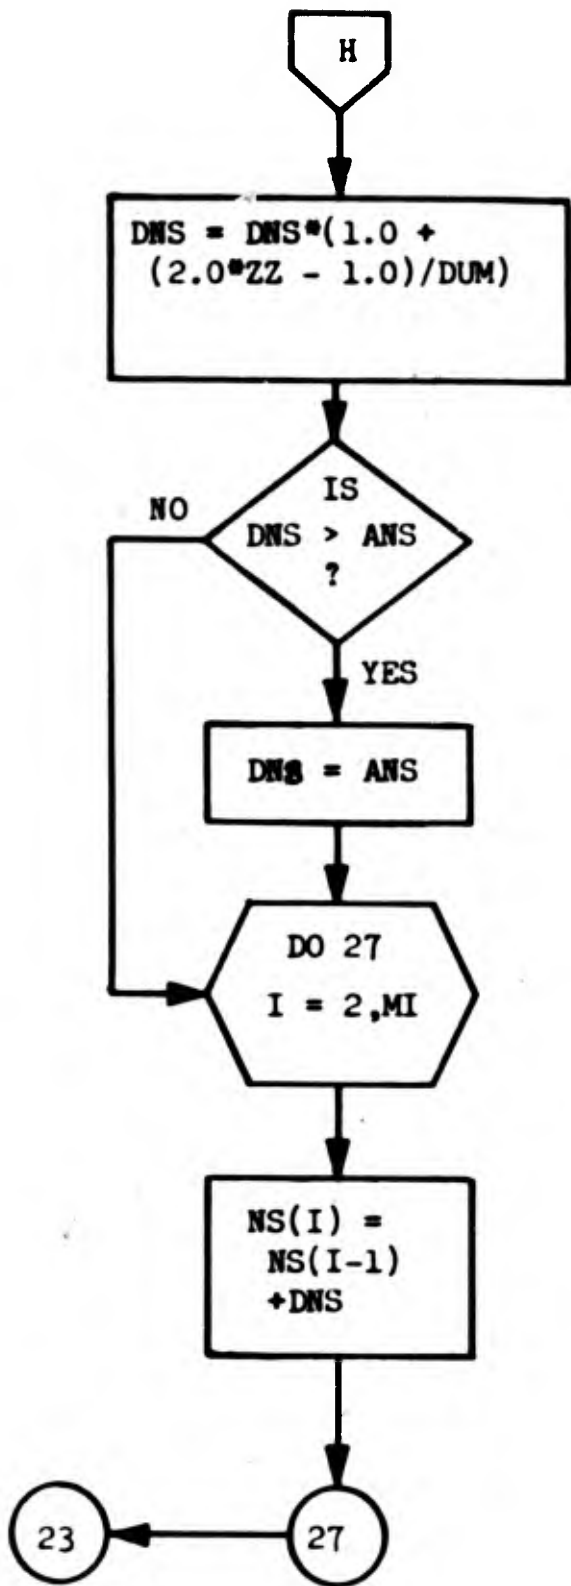 H
DNS = DNS*(1.0 +
(2.0*ZZ - 1.0)/DUM)
IS
NO
DNS > ANS
?
YES
DNS = ANS
DO 27
I = 2,MI
NS(I) =
NS(I-1)
+DNS
23
27